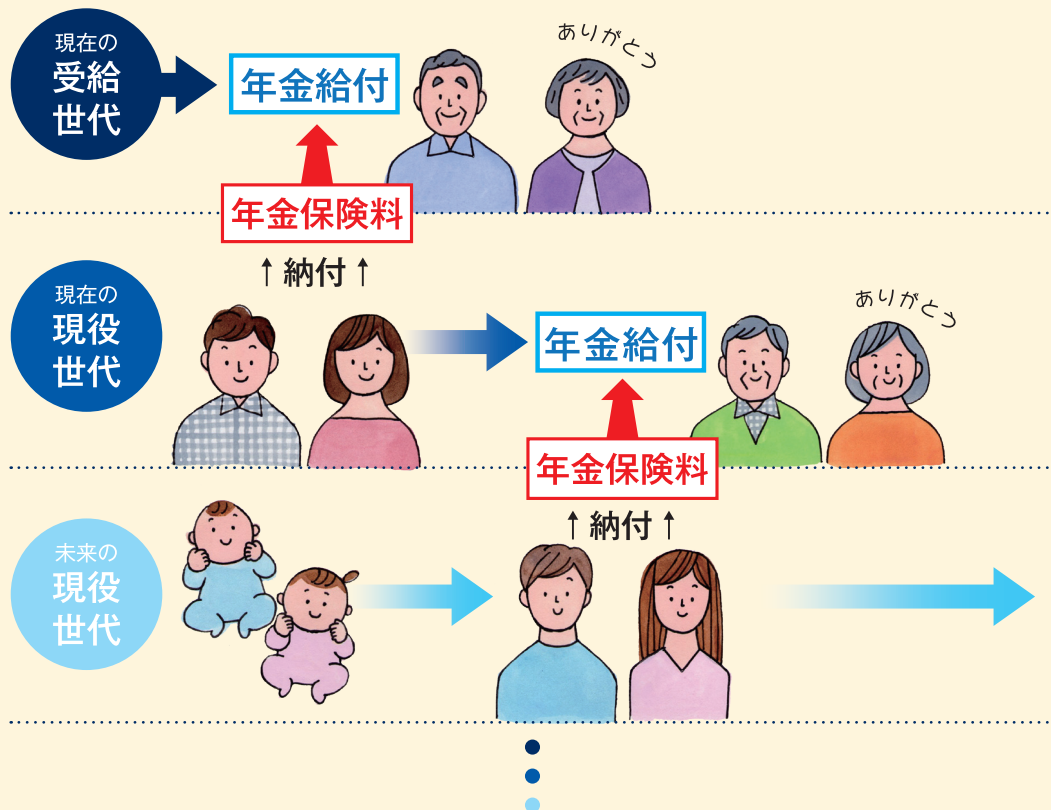 現在の
受給
世代
年金給付
ありがとう
年金保険料
↑ 納付 ↑
現在の
現役
世代
年金給付
ありがとう
年金保険料
↑ 納付 ↑
未来の
現役
世代